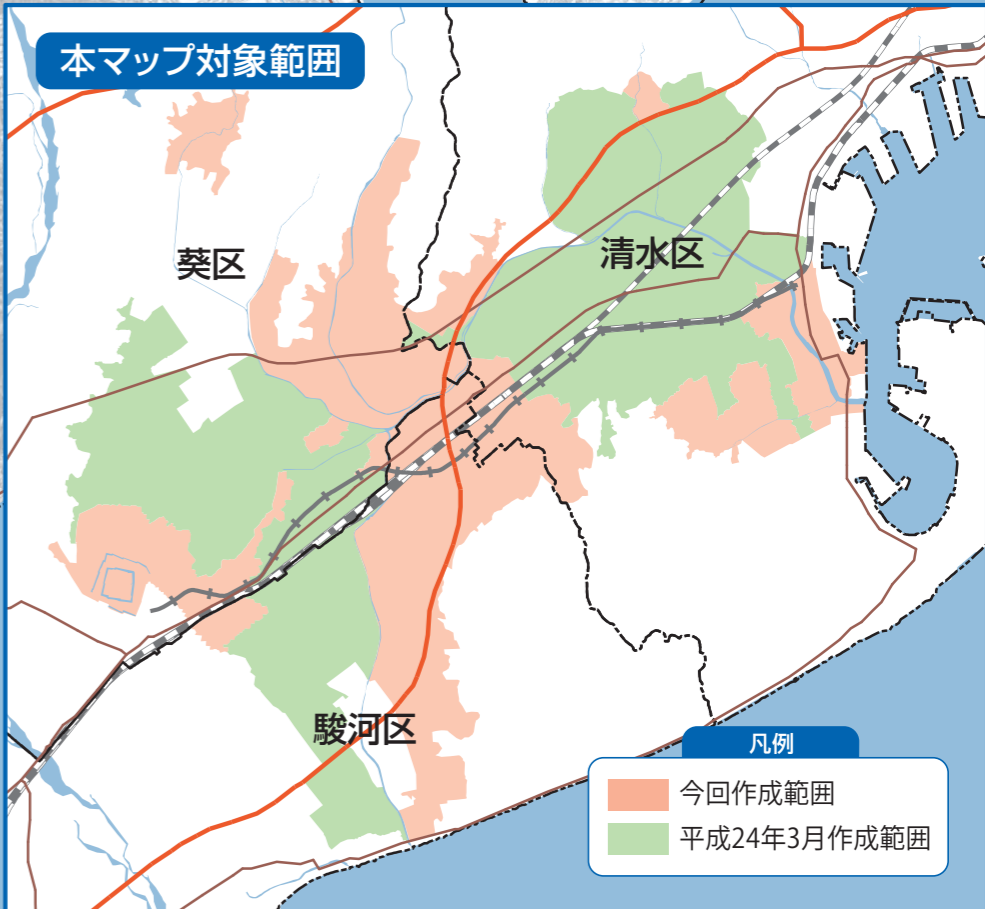 本マップ対象範囲
葵区
清水区
駿河区
凡例
今回作成範囲
平成24年3月作成範囲